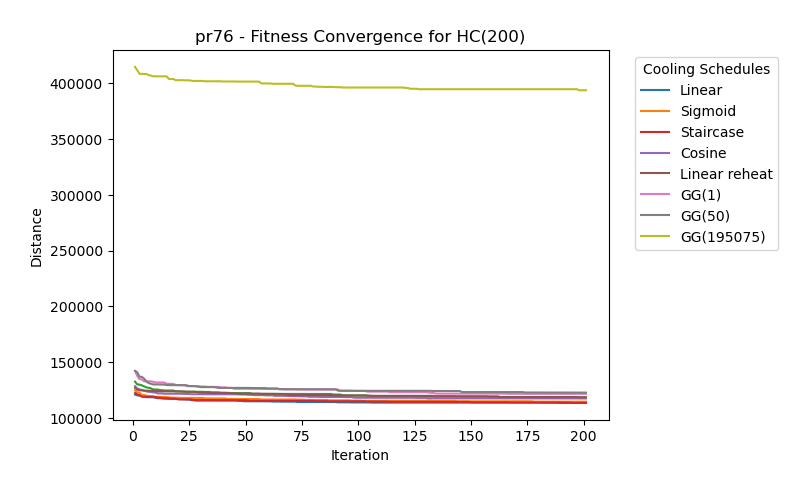 pr76 - Fitness Convergence for HC(200)
400000
350000
300000
250000
200000
150000
100000
Distance
0
25
50
75
100
125
150
175
200
Iteration
Cooling Schedules
Linear
Sigmoid
Staircase
Cosine
Linear reheat
GG(1)
GG(50)
GG(195075)